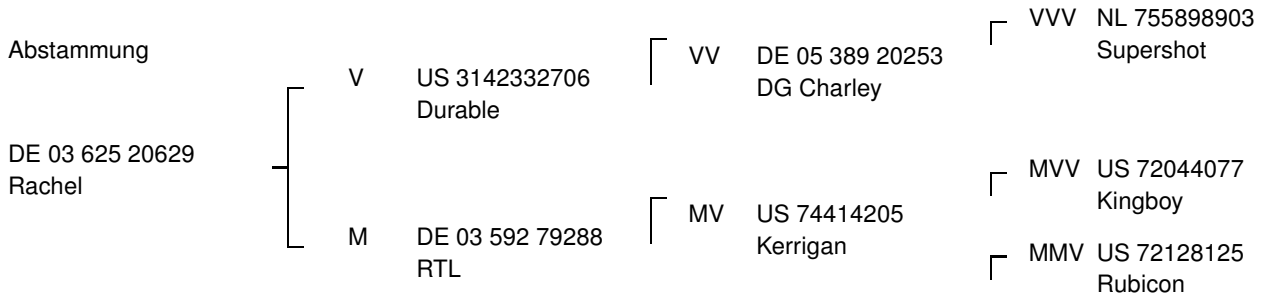 Abstammung
DE 03 625 20629
Rachel
V US 3142332706
Durable
M DE 03 592 79288
RTL
VV DE 05 389 20253
DG Charley
MV US 74414205
Kerrigan
VVV NL 755898903
Supershot
MVV US 72044077
Kingboy
MMV US 72128125
Rubicon